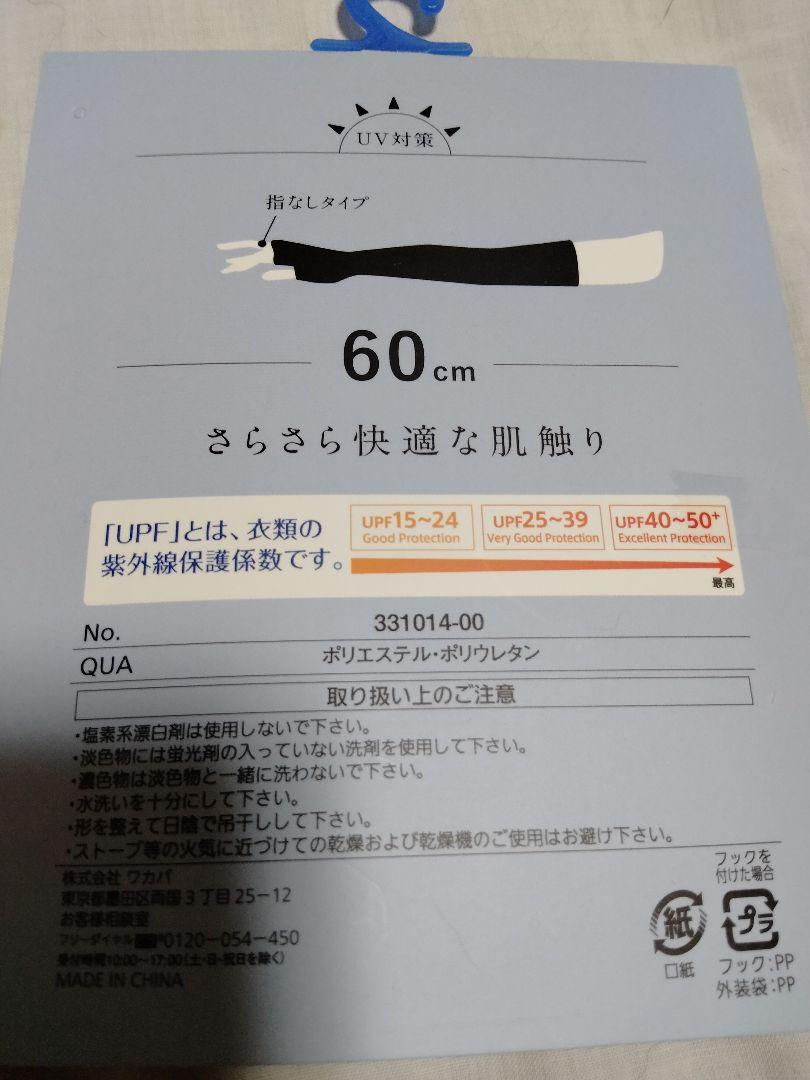 UV対策
指なしタイプ
60cm
さらさら快適な肌触り
「UPF」とは、衣類の
紫外線保護係数です。
UPF15~24
Good Protection
UPF25~39
Very Good Protection
UPF40~50+
Excellent Protection
最高
No. 331014-00
QUA ポリエステル・ポリウレタン
取り扱い上のご注意
・塩素系漂白剤は使用しないで下さい。
・淡色物には蛍光剤の入っていない洗剤を使用して下さい。
・濃色物は淡色物と一緒に洗わないで下さい。
・水洗いを十分にして下さい。
・形を整えて日陰で吊干しして下さい。
・ストーブ等の火気に近づけての乾燥および乾燥機のご使用はお避け下さい。
株式会社 ワカバ
東京都墨田区両国3丁目25-12
お客様相談室
フリーダイヤル 0120-054-450
受付時間10:00~17:00(土・日・祝日を除く)
MADE IN CHINA
フックを
付けた場合
紙
プラ
口紙
フック:PP
外装袋:PP